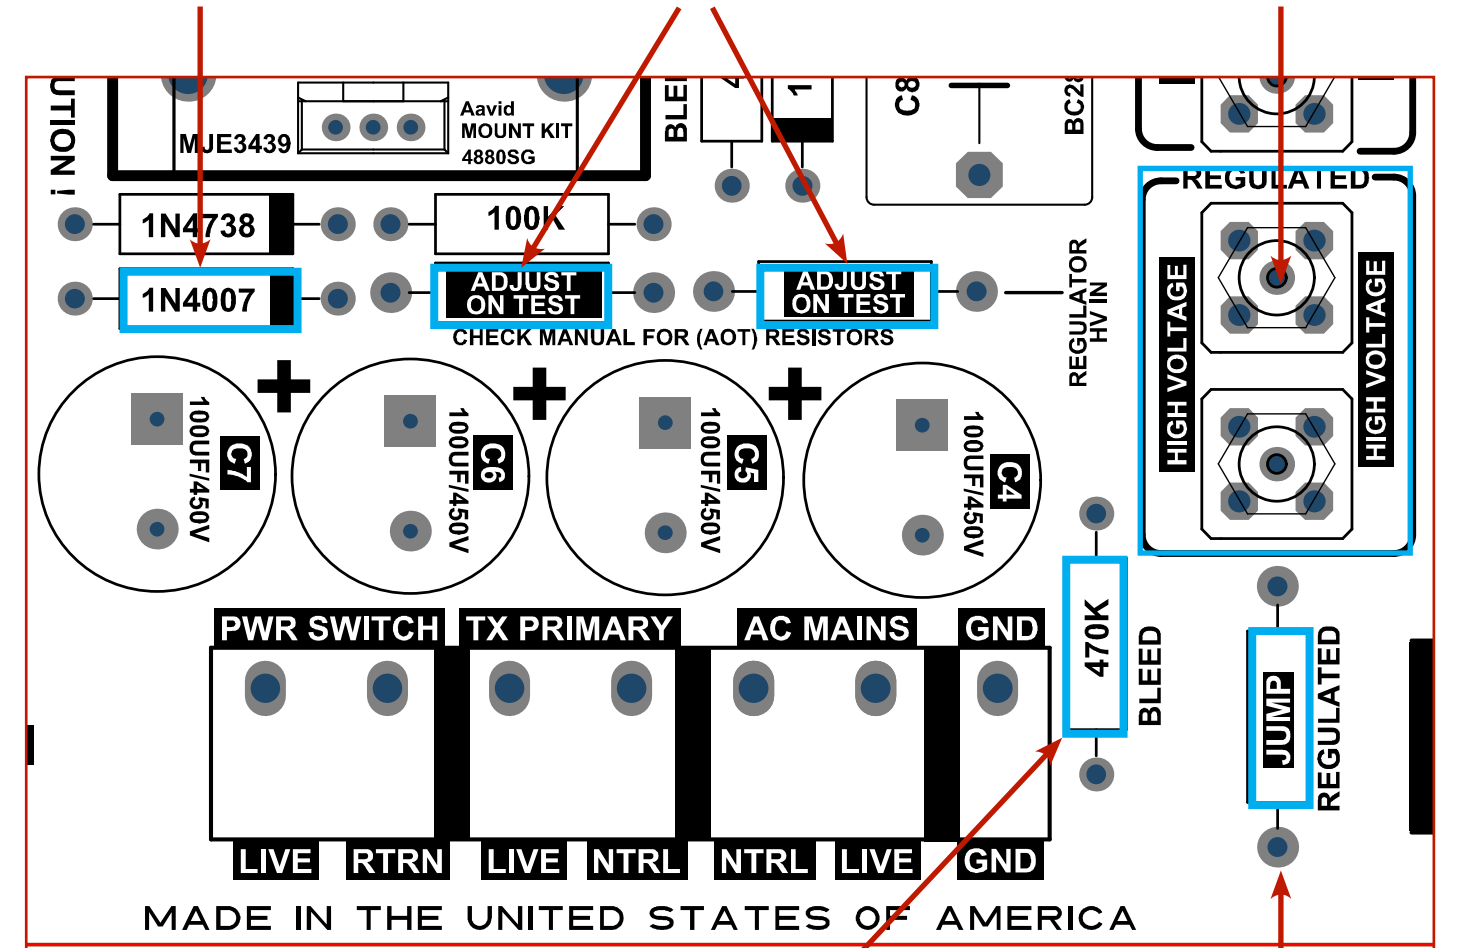 UTION !
MJE3439
Aavid
MOUNT KIT
4880SG
1
C8
REGULATED
1N4738
100K
1N4007
ADJUST
ON TEST
ADJUST
ON TEST
REGULATOR
HV IN
HIGH VOLTAGE
HIGH VOLTAGE
CHECK MANUAL FOR (AOT) RESISTORS
100UF/450V
C7
100UF/450V
C6
100UF/450V
C5
100UF/450V
C4
470K
BLEED
JUMP
REGULATED
PWR SWITCH
TX PRIMARY
AC MAINS
GND
LIVE
RTRN
LIVE
NTRL
NTRL
LIVE
GND
MADE IN THE UNITED STATES OF AMERICA